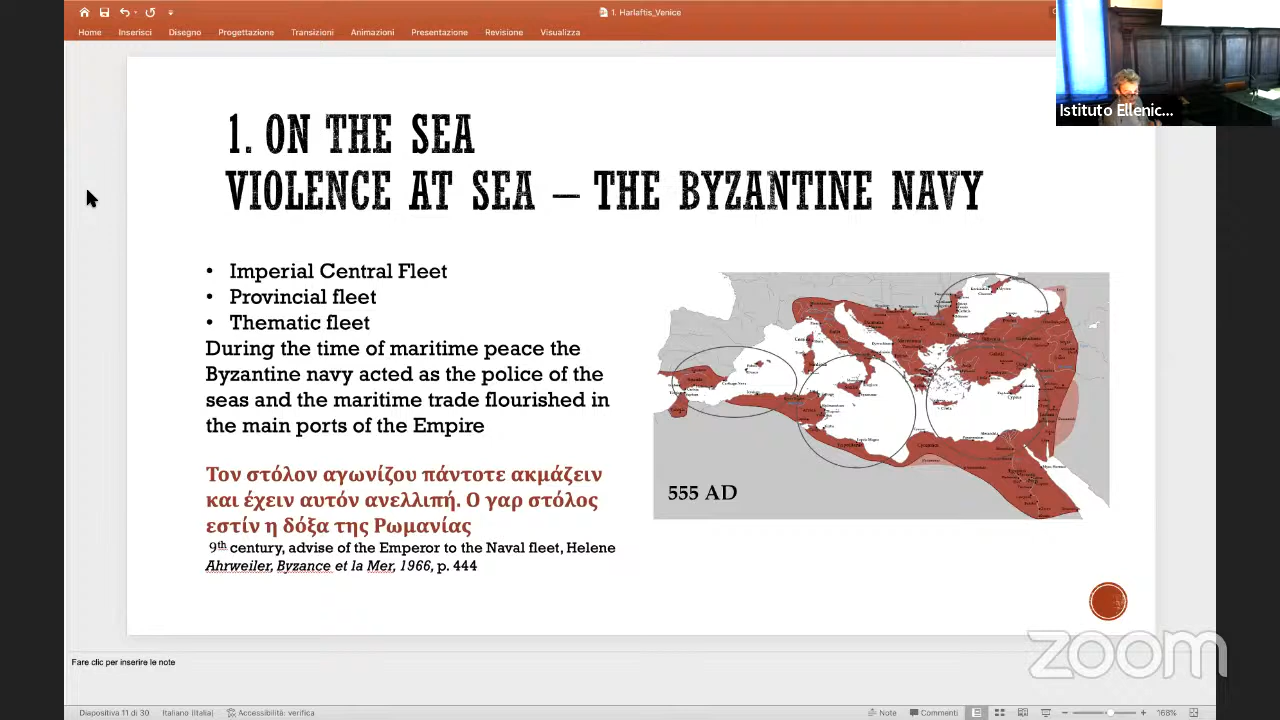 1. Harlaftis_Venice
Home Inserisci Disegno Progettazione Transizioni Animazioni Presentazione Revisione Visualizza
Istituto Ellenic...
1. ON THE SEA
VIOLENCE AT SEA – THE BYZANTINE NAVY
• Imperial Central Fleet
• Provincial fleet
• Thematic fleet
During the time of maritime peace the
Byzantine navy acted as the police of the
seas and the maritime trade flourished in
the main ports of the Empire
Τον στόλον αγωνίζου πάντοτε ακμάζειν
και έχειν αυτόν ανελλιπή. Ο γαρ στόλος
εστίν η δόξα της Ρωμανίας
9th century, advise of the Emperor to the Naval fleet, Helene
Ahrweiler, Byzance et la Mer, 1966, p. 444
Cyprus
555 AD
zoom
Fare clic per inserire le note
Diapositiva 11 di 30 Italiano (Italia) Accessibilità: verifica Note Commenti 168%